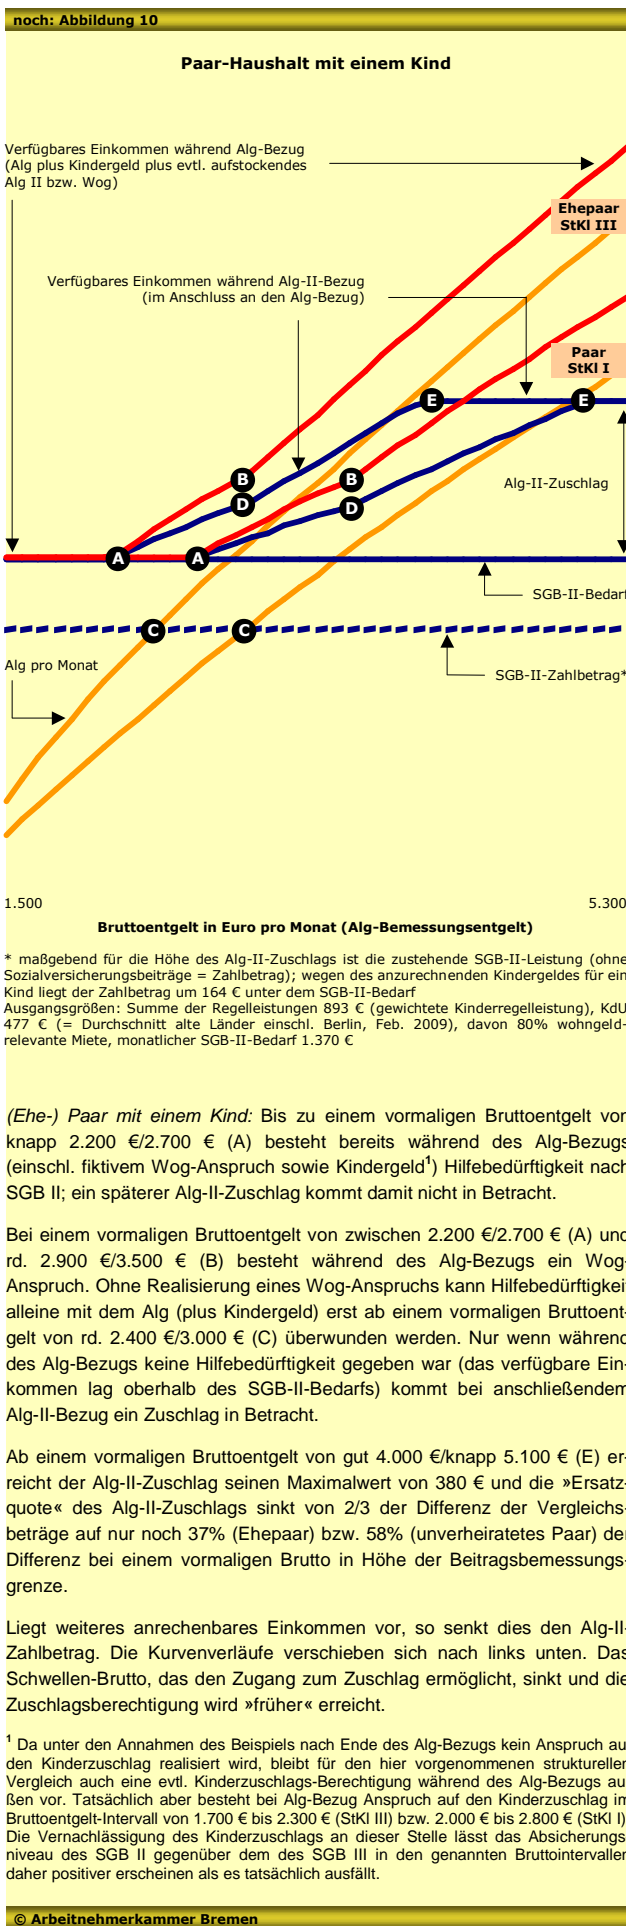 noch: Abbildung 10
Paar-Haushalt mit einem Kind
Verfügbares Einkommen während Alg-Bezug
(Alg plus Kindergeld plus evtl. aufstockendes
Alg II bzw. Wog)
Ehepaar
StKl III
Verfügbares Einkommen während Alg-II-Bezug
(im Anschluss an den Alg-Bezug)
Paar
StKl I
E
E
B
B
Alg-II-Zuschlag
D
D
A
A
SGB-II-Bedarf
C
C
Alg pro Monat
SGB-II-Zahlbetrag*
1.500
5.300
Bruttoentgelt in Euro pro Monat (Alg-Bemessungsentgelt)
* maßgebend für die Höhe des Alg-II-Zuschlags ist die zustehende SGB-II-Leistung (ohne
Sozialversicherungsbeiträge = Zahlbetrag); wegen des anzurechnenden Kindergeldes für ein
Kind liegt der Zahlbetrag um 164 € unter dem SGB-II-Bedarf
Ausgangsgrößen: Summe der Regelleistungen 893 € (gewichtete Kinderregelleistung), KdU
477 € (= Durchschnitt alte Länder einschl. Berlin, Feb. 2009), davon 80% wohngeld-
relevante Miete, monatlicher SGB-II-Bedarf 1.370 €
(Ehe-) Paar mit einem Kind: Bis zu einem vormaligen Bruttoentgelt von
knapp 2.200 €/2.700 € (A) besteht bereits während des Alg-Bezugs
(einschl. fiktivem Wog-Anspruch sowie Kindergeld¹) Hilfebedürftigkeit nach
SGB II; ein späterer Alg-II-Zuschlag kommt damit nicht in Betracht.
Bei einem vormaligen Bruttoentgelt von zwischen 2.200 €/2.700 € (A) und
rd. 2.900 €/3.500 € (B) besteht während des Alg-Bezugs ein Wog-
Anspruch. Ohne Realisierung eines Wog-Anspruchs kann Hilfebedürftigkeit
alleine mit dem Alg (plus Kindergeld) erst ab einem vormaligen Bruttoent-
gelt von rd. 2.400 €/3.000 € (C) überwunden werden. Nur wenn während
des Alg-Bezugs keine Hilfebedürftigkeit gegeben war (das verfügbare Ein-
kommen lag oberhalb des SGB-II-Bedarfs) kommt bei anschließendem
Alg-II-Bezug ein Zuschlag in Betracht.
Ab einem vormaligen Bruttoentgelt von gut 4.000 €/knapp 5.100 € (E) er-
reicht der Alg-II-Zuschlag seinen Maximalwert von 380 € und die »Ersatz-
quote« des Alg-II-Zuschlags sinkt von 2/3 der Differenz der Vergleichs-
beträge auf nur noch 37% (Ehepaar) bzw. 58% (unverheiratetes Paar) der
Differenz bei einem vormaligen Brutto in Höhe der Beitragsbemessungs-
grenze.
Liegt weiteres anrechenbares Einkommen vor, so senkt dies den Alg-II-
Zahlbetrag. Die Kurvenverläufe verschieben sich nach links unten. Das
Schwellen-Brutto, das den Zugang zum Zuschlag ermöglicht, sinkt und die
Zuschlagsberechtigung wird »früher« erreicht.
¹ Da unter den Annahmen des Beispiels nach Ende des Alg-Bezugs kein Anspruch au
den Kinderzuschlag realisiert wird, bleibt für den hier vorgenommenen strukturellen
Vergleich auch eine evtl. Kinderzuschlags-Berechtigung während des Alg-Bezugs au
ßen vor. Tatsächlich aber besteht bei Alg-Bezug Anspruch auf den Kinderzuschlag im
Bruttoentgelt-Intervall von 1.700 € bis 2.300 € (StKl III) bzw. 2.000 € bis 2.800 € (StKl I)
Die Vernachlässigung des Kinderzuschlags an dieser Stelle lässt das Absicherungs
niveau des SGB II gegenüber dem des SGB III in den genannten Bruttointervallen
daher positiver erscheinen als es tatsächlich ausfällt.
© Arbeitnehmerkammer Bremen